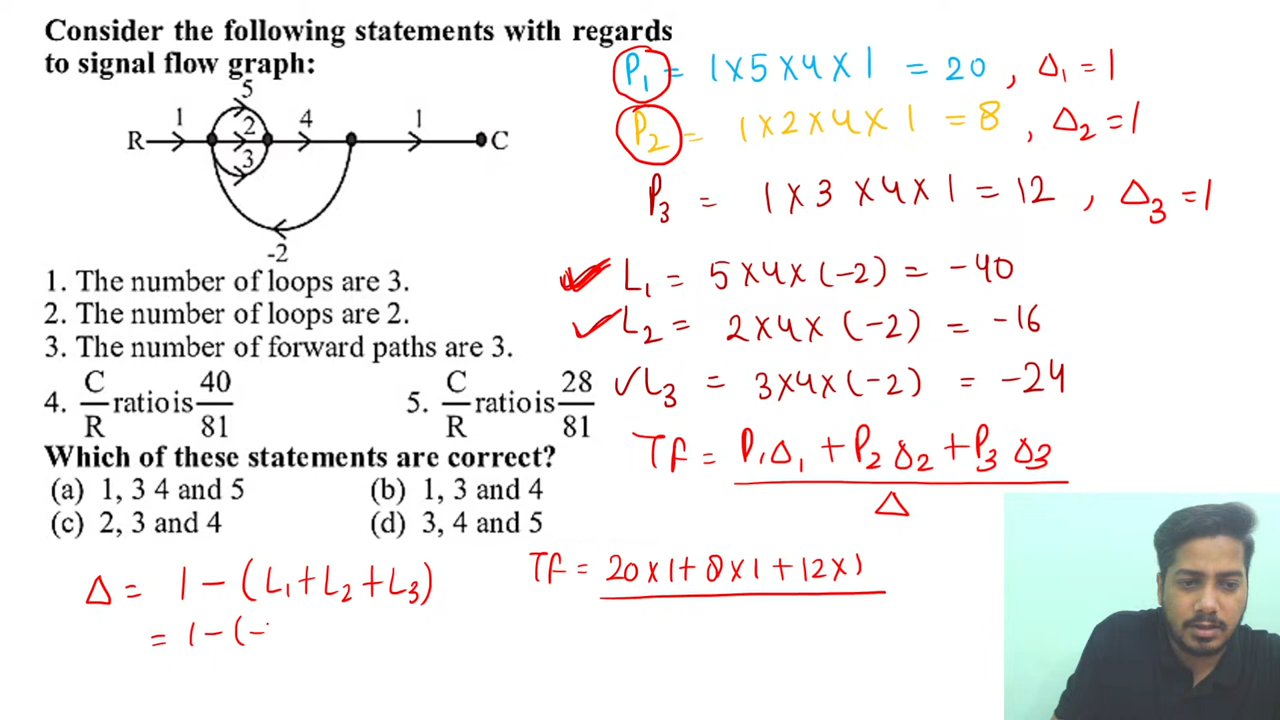 Consider the following statements with regards
to signal flow graph:
5
1
2
4
1
R
C
3
-2
1. The number of loops are 3.
2. The number of loops are 2.
3. The number of forward paths are 3.
4. C/R ratio is 40/81
5. C/R ratio is 28/81
Which of these statements are correct?
(a) 1, 3 4 and 5
(b) 1, 3 and 4
(c) 2, 3 and 4
(d) 3, 4 and 5
P₁ = 1×5×4×1 = 20 , Δ₁ = 1
P₂ = 1×2×4×1 = 8 , Δ₂ = 1
P₃ = 1×3×4×1 = 12 , Δ₃ = 1
L₁ = 5×4×(-2) = -40
L₂ = 2×4×(-2) = -16
L₃ = 3×4×(-2) = -24
Tf = P₁Δ₁ + P₂Δ₂ + P₃Δ₃
Δ
Tf = 20×1 + 8×1 + 12×1
Δ = 1 - (L₁+L₂+L₃)
= 1 - (-